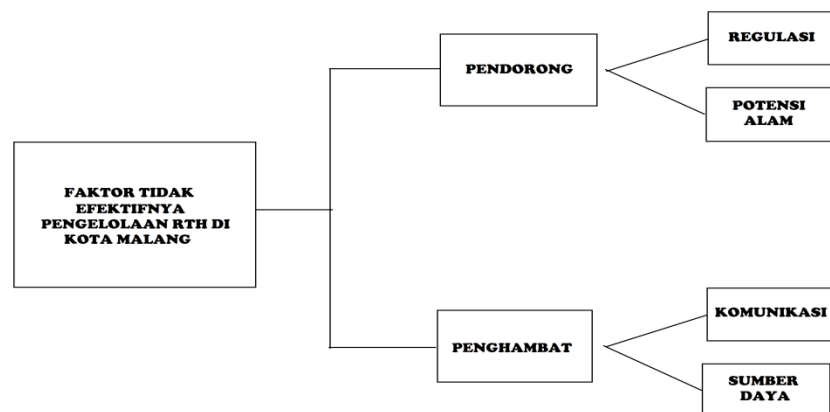 FAKTOR TIDAK
EFEKTIFNYA
PENGELOLAAN RTH DI
KOTA MALANG
PENDORONG
REGULASI
POTENSI
ALAM
PENGHAMBAT
KOMUNIKASI
SUMBER
DAYA